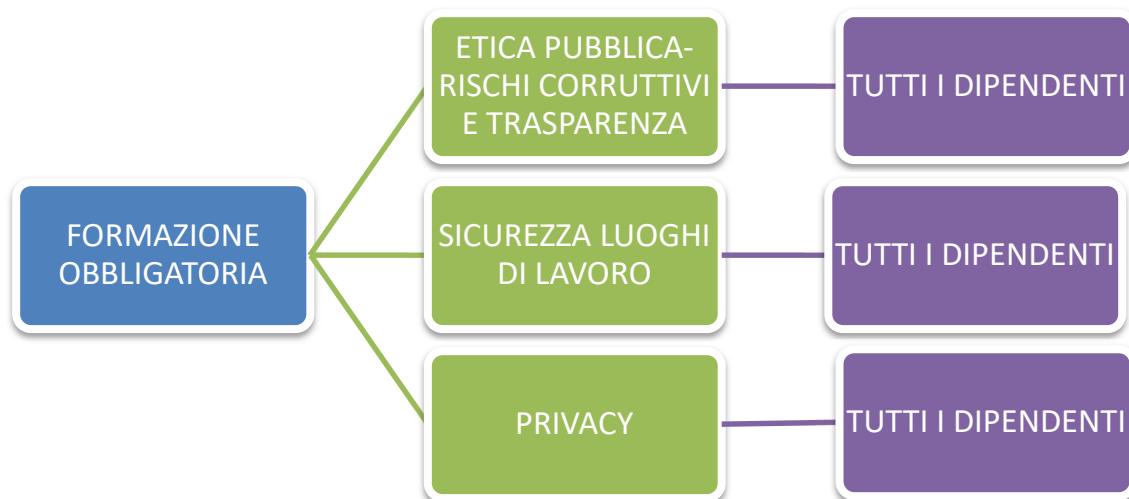 ETICA PUBBLICA-
RISCHI CORRUTTIVI
E TRASPARENZA
TUTTI I DIPENDENTI
FORMAZIONE
OBBLIGATORIA
SICUREZZA LUOGHI
DI LAVORO
TUTTI I DIPENDENTI
PRIVACY
TUTTI I DIPENDENTI